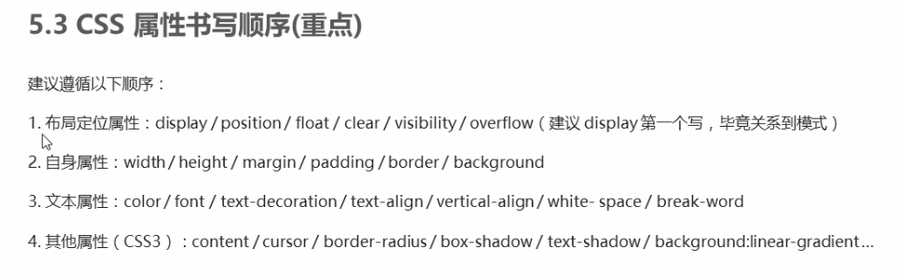 5.3 CSS 属性书写顺序(重点)
建议遵循以下顺序：
1. 布局定位属性：display / position / float / clear / visibility / overflow（建议 display 第一个写，毕竟关系到模式）
2. 自身属性：width / height / margin / padding / border / background
3. 文本属性：color / font / text-decoration / text-align / vertical-align / white- space / break-word
4. 其他属性（CSS3）：content / cursor / border-radius / box-shadow / text-shadow / background:linear-gradient…